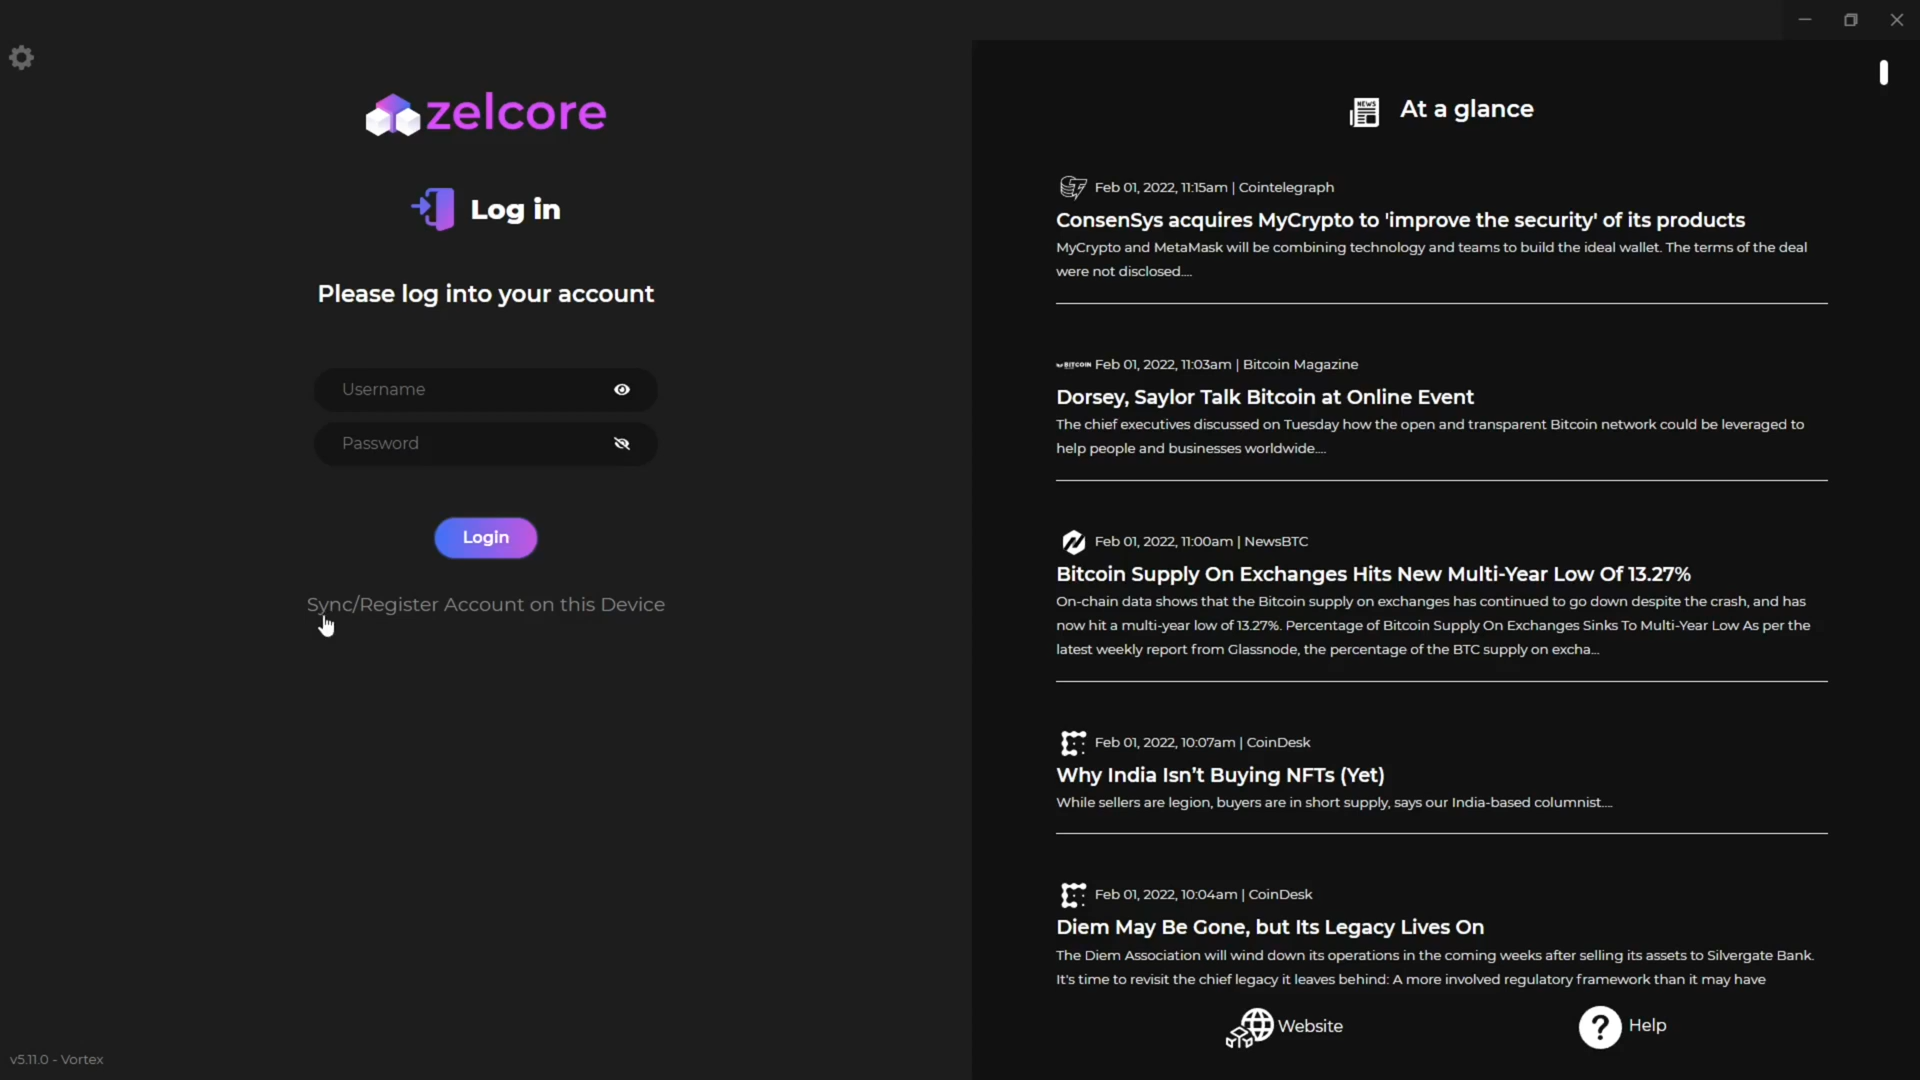 zelcore
Log in
Please log into your account
Username
Password
Login
Sync/Register Account on this Device
v5.11.0 - Vortex
NEWS
At a glance
Feb 01, 2022, 11:15am | Cointelegraph
ConsenSys acquires MyCrypto to 'improve the security' of its products
MyCrypto and MetaMask will be combining technology and teams to build the ideal wallet. The terms of the deal
were not disclosed....
BITCOIN Feb 01, 2022, 11:03am | Bitcoin Magazine
Dorsey, Saylor Talk Bitcoin at Online Event
The chief executives discussed on Tuesday how the open and transparent Bitcoin network could be leveraged to
help people and businesses worldwide....
Feb 01, 2022, 11:00am | NewsBTC
Bitcoin Supply On Exchanges Hits New Multi-Year Low Of 13.27%
On-chain data shows that the Bitcoin supply on exchanges has continued to go down despite the crash, and has
now hit a multi-year low of 13.27%. Percentage of Bitcoin Supply On Exchanges Sinks To Multi-Year Low As per the
latest weekly report from Glassnode, the percentage of the BTC supply on excha...
Feb 01, 2022, 10:07am | CoinDesk
Why India Isn’t Buying NFTs (Yet)
While sellers are legion, buyers are in short supply, says our India-based columnist....
Feb 01, 2022, 10:04am | CoinDesk
Diem May Be Gone, but Its Legacy Lives On
The Diem Association will wind down its operations in the coming weeks after selling its assets to Silvergate Bank.
It's time to revisit the chief legacy it leaves behind: A more involved regulatory framework than it may have
Website
? Help